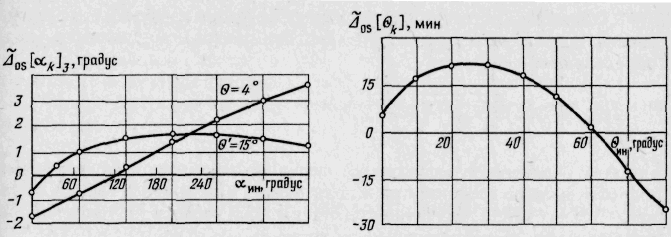 Δ̃os [αk]з, градус
3
2
1
0
-1
-2
60
120
180
240
αин, градус
Θ=4°
Θ'=15°
Δ̃os [Θk], мин
75
0
-15
-30
20
40
60
Θин, градус